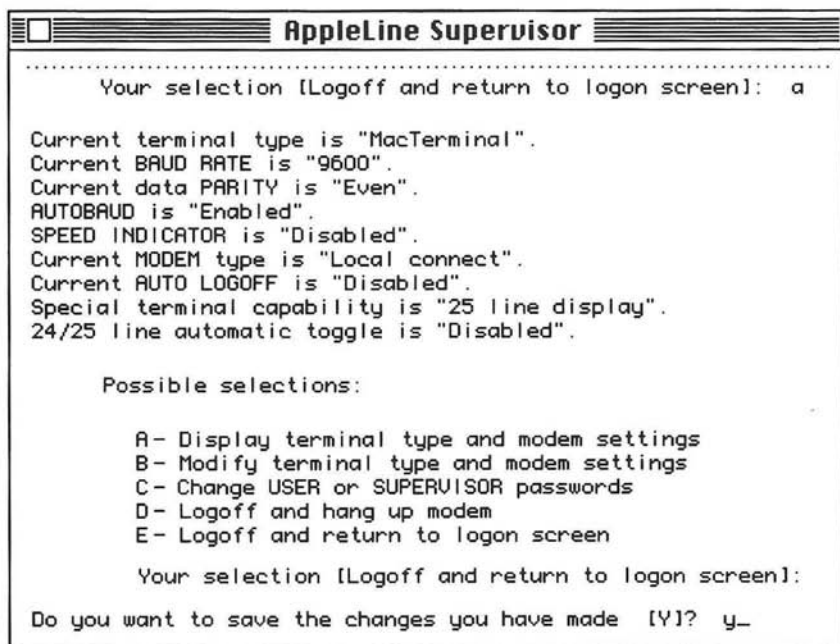 AppleLine Supervisor
Your selection [Logoff and return to logon screen]: a
Current terminal type is "MacTerminal".
Current BAUD RATE is "9600".
Current data PARITY is "Even".
AUTOBAUD is "Enabled".
SPEED INDICATOR is "Disabled".
Current MODEM type is "Local connect".
Current AUTO LOGOFF is "Disabled".
Special terminal capability is "25 line display".
24/25 line automatic toggle is "Disabled".
Possible selections:
A- Display terminal type and modem settings
B- Modify terminal type and modem settings
C- Change USER or SUPERVISOR passwords
D- Logoff and hang up modem
E- Logoff and return to logon screen
Your selection [Logoff and return to logon screen]:
Do you want to save the changes you have made [Y]? y_